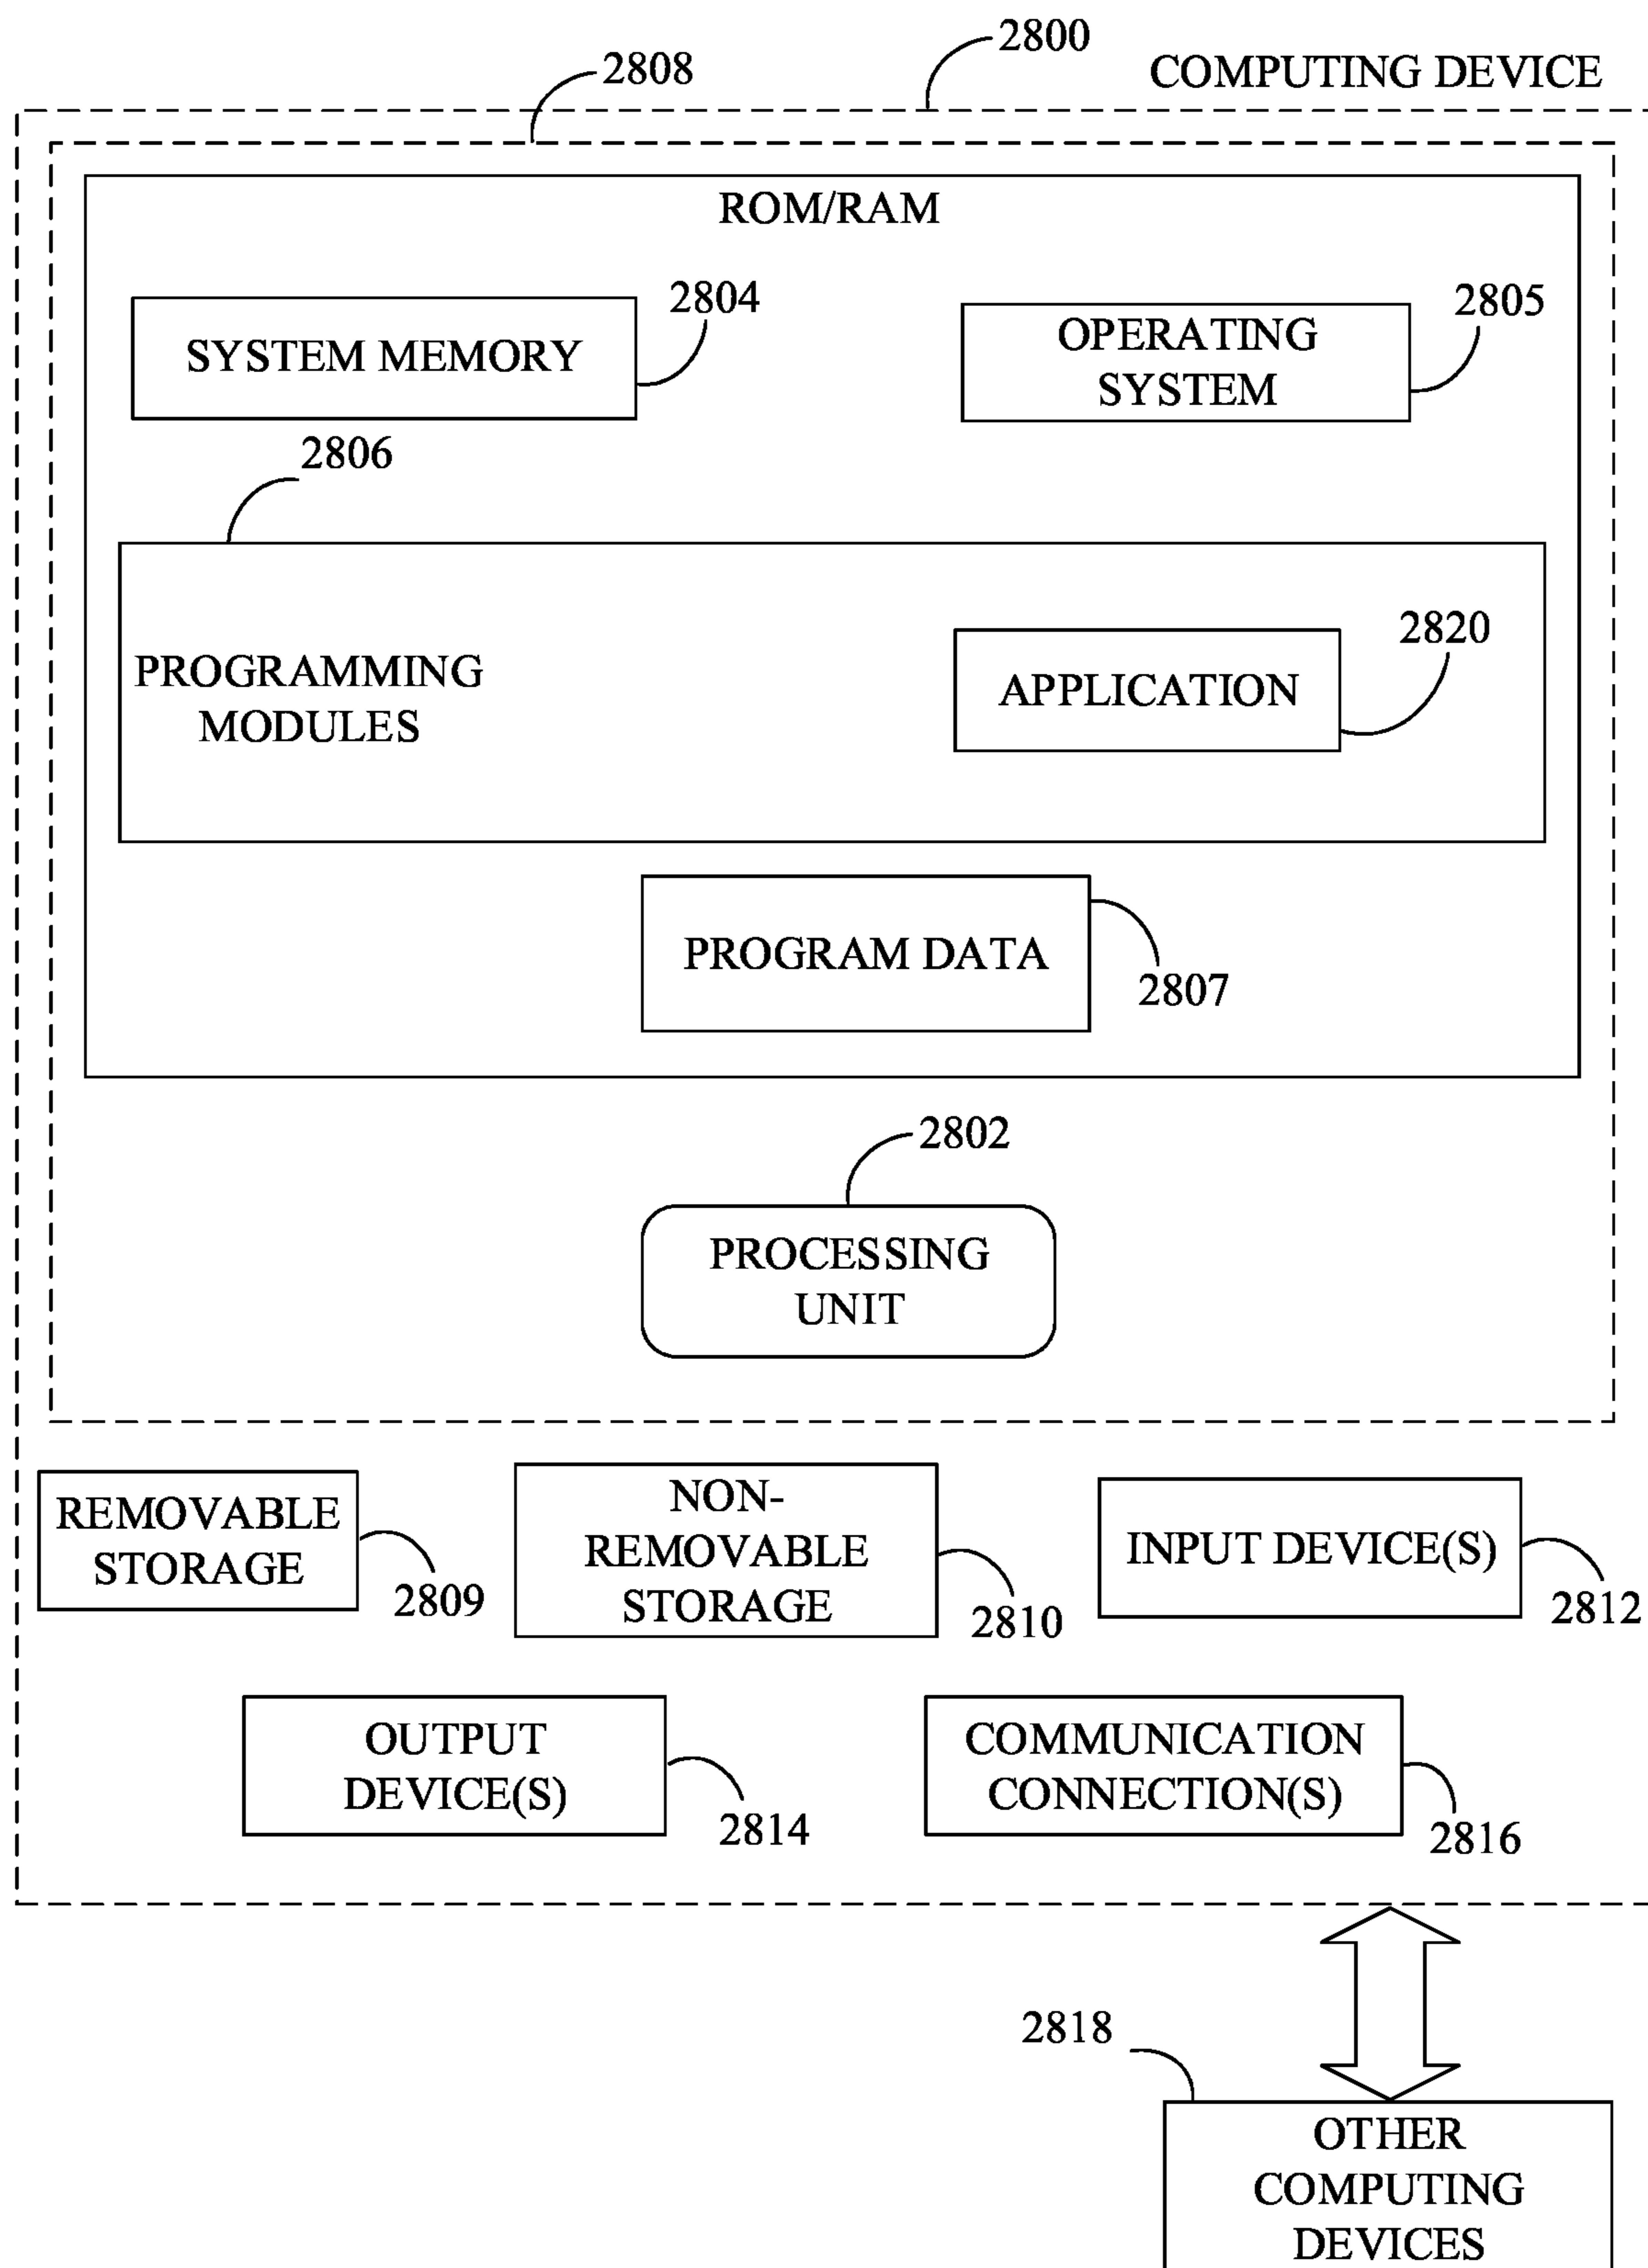 2800
2808
COMPUTING DEVICE
ROM/RAM
2804
2805
SYSTEM MEMORY
OPERATING
SYSTEM
2806
2820
PROGRAMMING
MODULES
APPLICATION
PROGRAM DATA
2807
2802
PROCESSING
UNIT
REMOVABLE
STORAGE
2809
NON-
REMOVABLE
STORAGE
2810
INPUT DEVICE(S)
2812
OUTPUT
DEVICE(S)
2814
COMMUNICATION
CONNECTION(S)
2816
2818
OTHER
COMPUTING
DEVICES